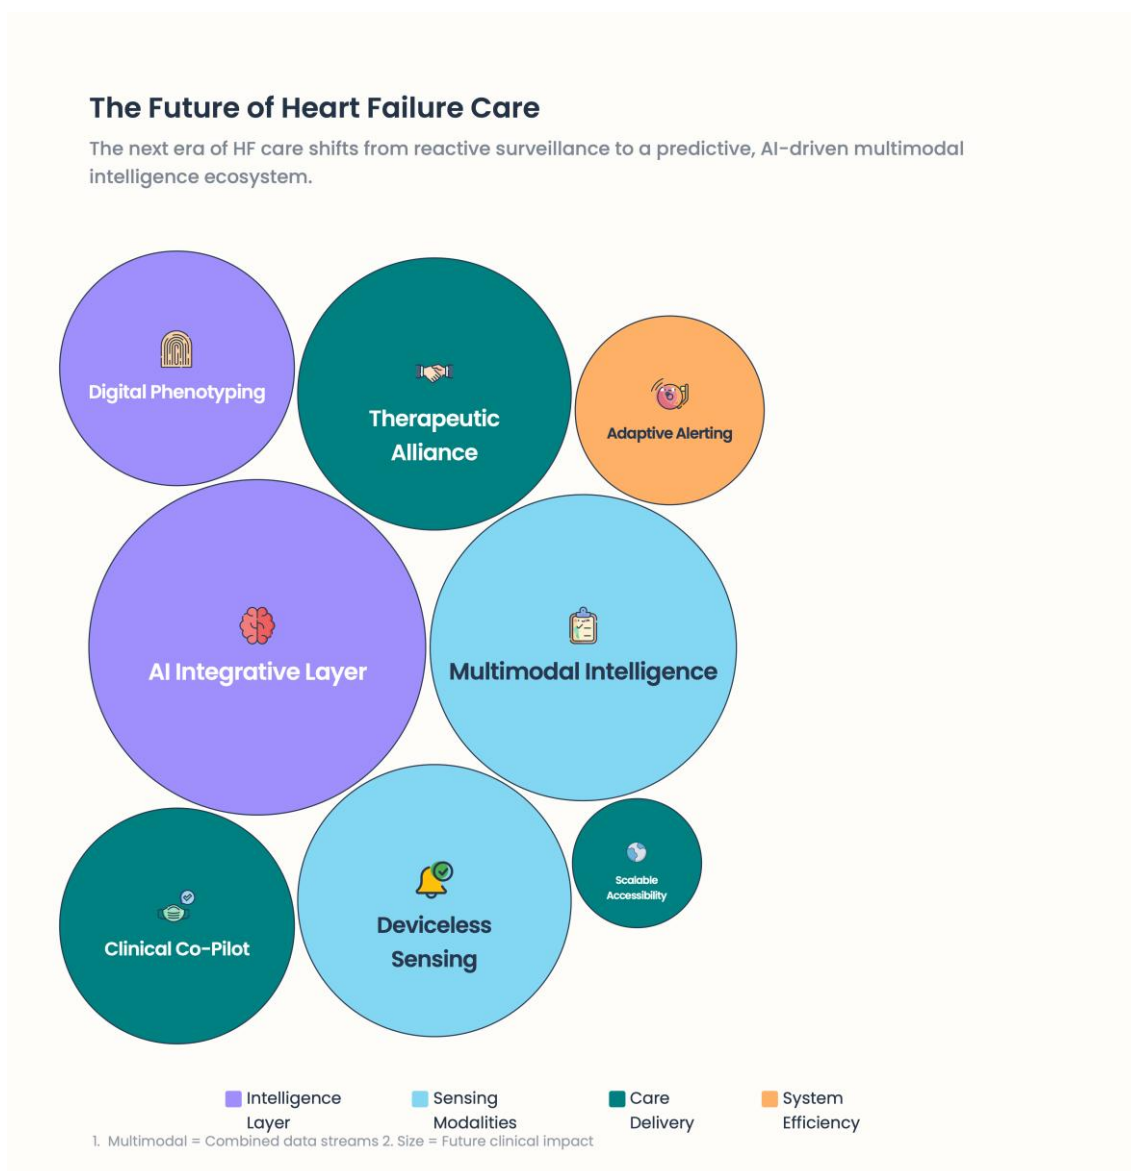 The Future of Heart Failure Care
The next era of HF care shifts from reactive surveillance to a predictive, AI-driven multimodal
intelligence ecosystem.
Digital Phenotyping
Therapeutic
Alliance
Adaptive Alerting
AI Integrative Layer
Multimodal Intelligence
Clinical Co-Pilot
Deviceless
Sensing
Scalable
Accessibility
Intelligence
Layer
Sensing
Modalities
Care
Delivery
System
Efficiency
1. Multimodal = Combined data streams 2. Size = Future clinical impact